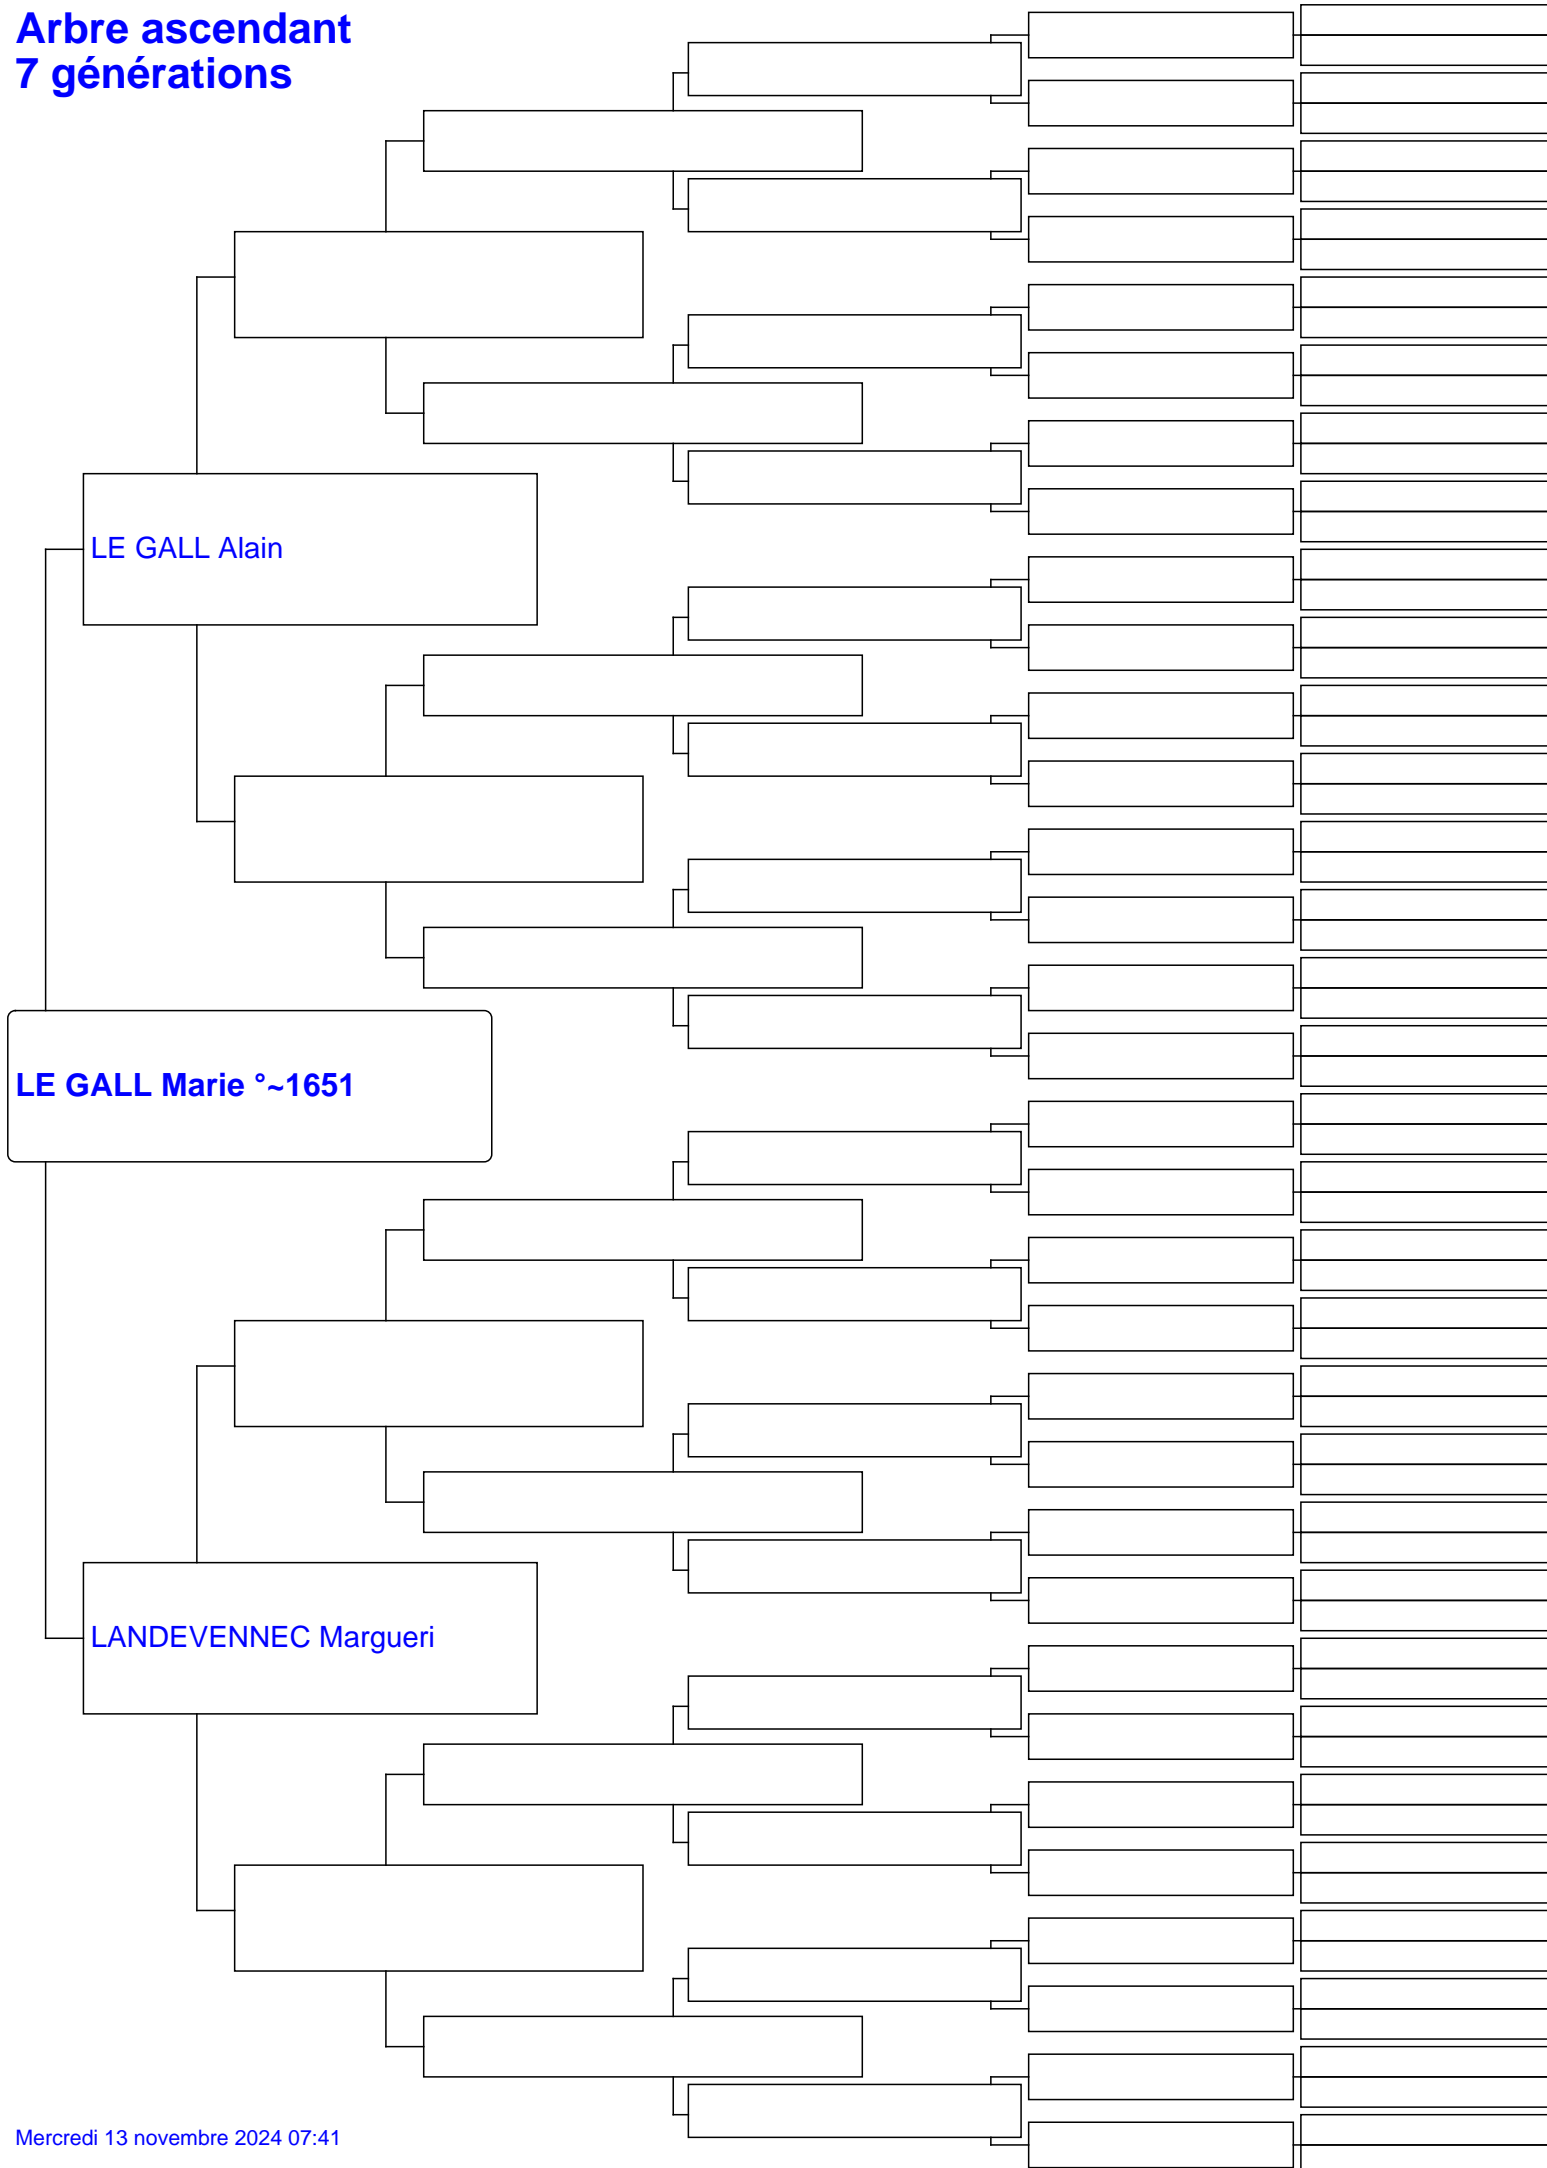 Arbre ascendant
7 générations
LE GALL Alain
LE GALL Marie °~1651
LANDEVENNEC Margueri
Mercredi 13 novembre 2024 07:41